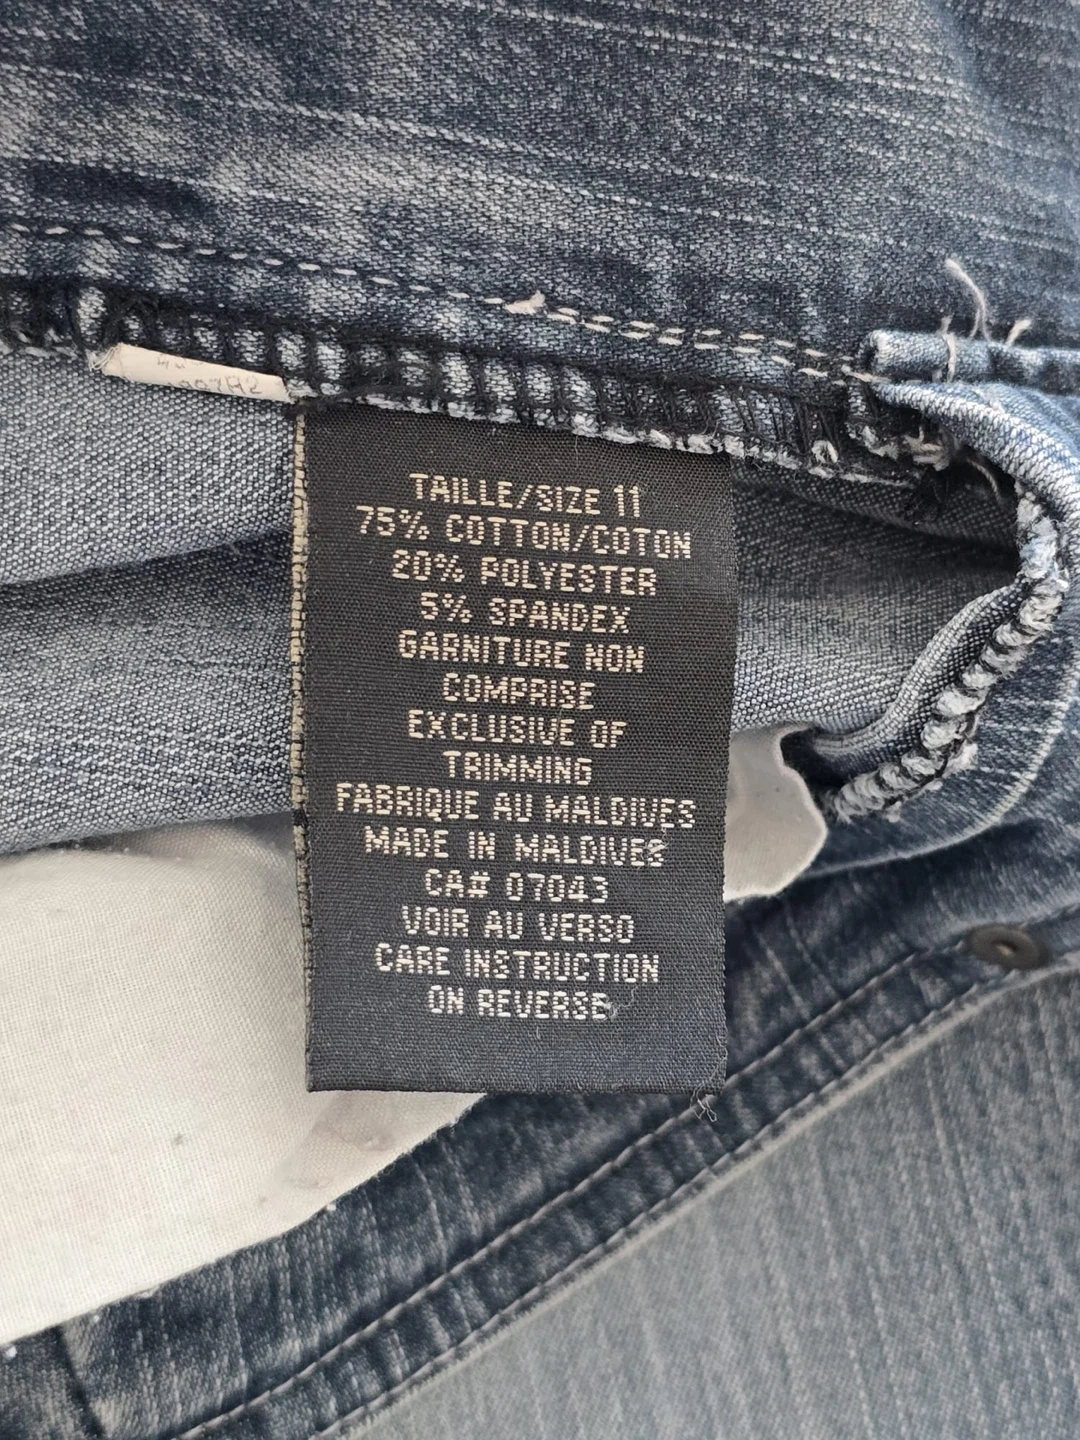 TAILLE/SIZE 11
75% COTTON/COTON
20% POLYESTER
5% SPANDEX
GARNITURE NON
COMPRISE
EXCLUSIVE OF
TRIMMING
FABRIQUE AU MALDIVES
MADE IN MALDIVES
CA# 07043
VOIR AU VERSO
CARE INSTRUCTION
ON REVERSE